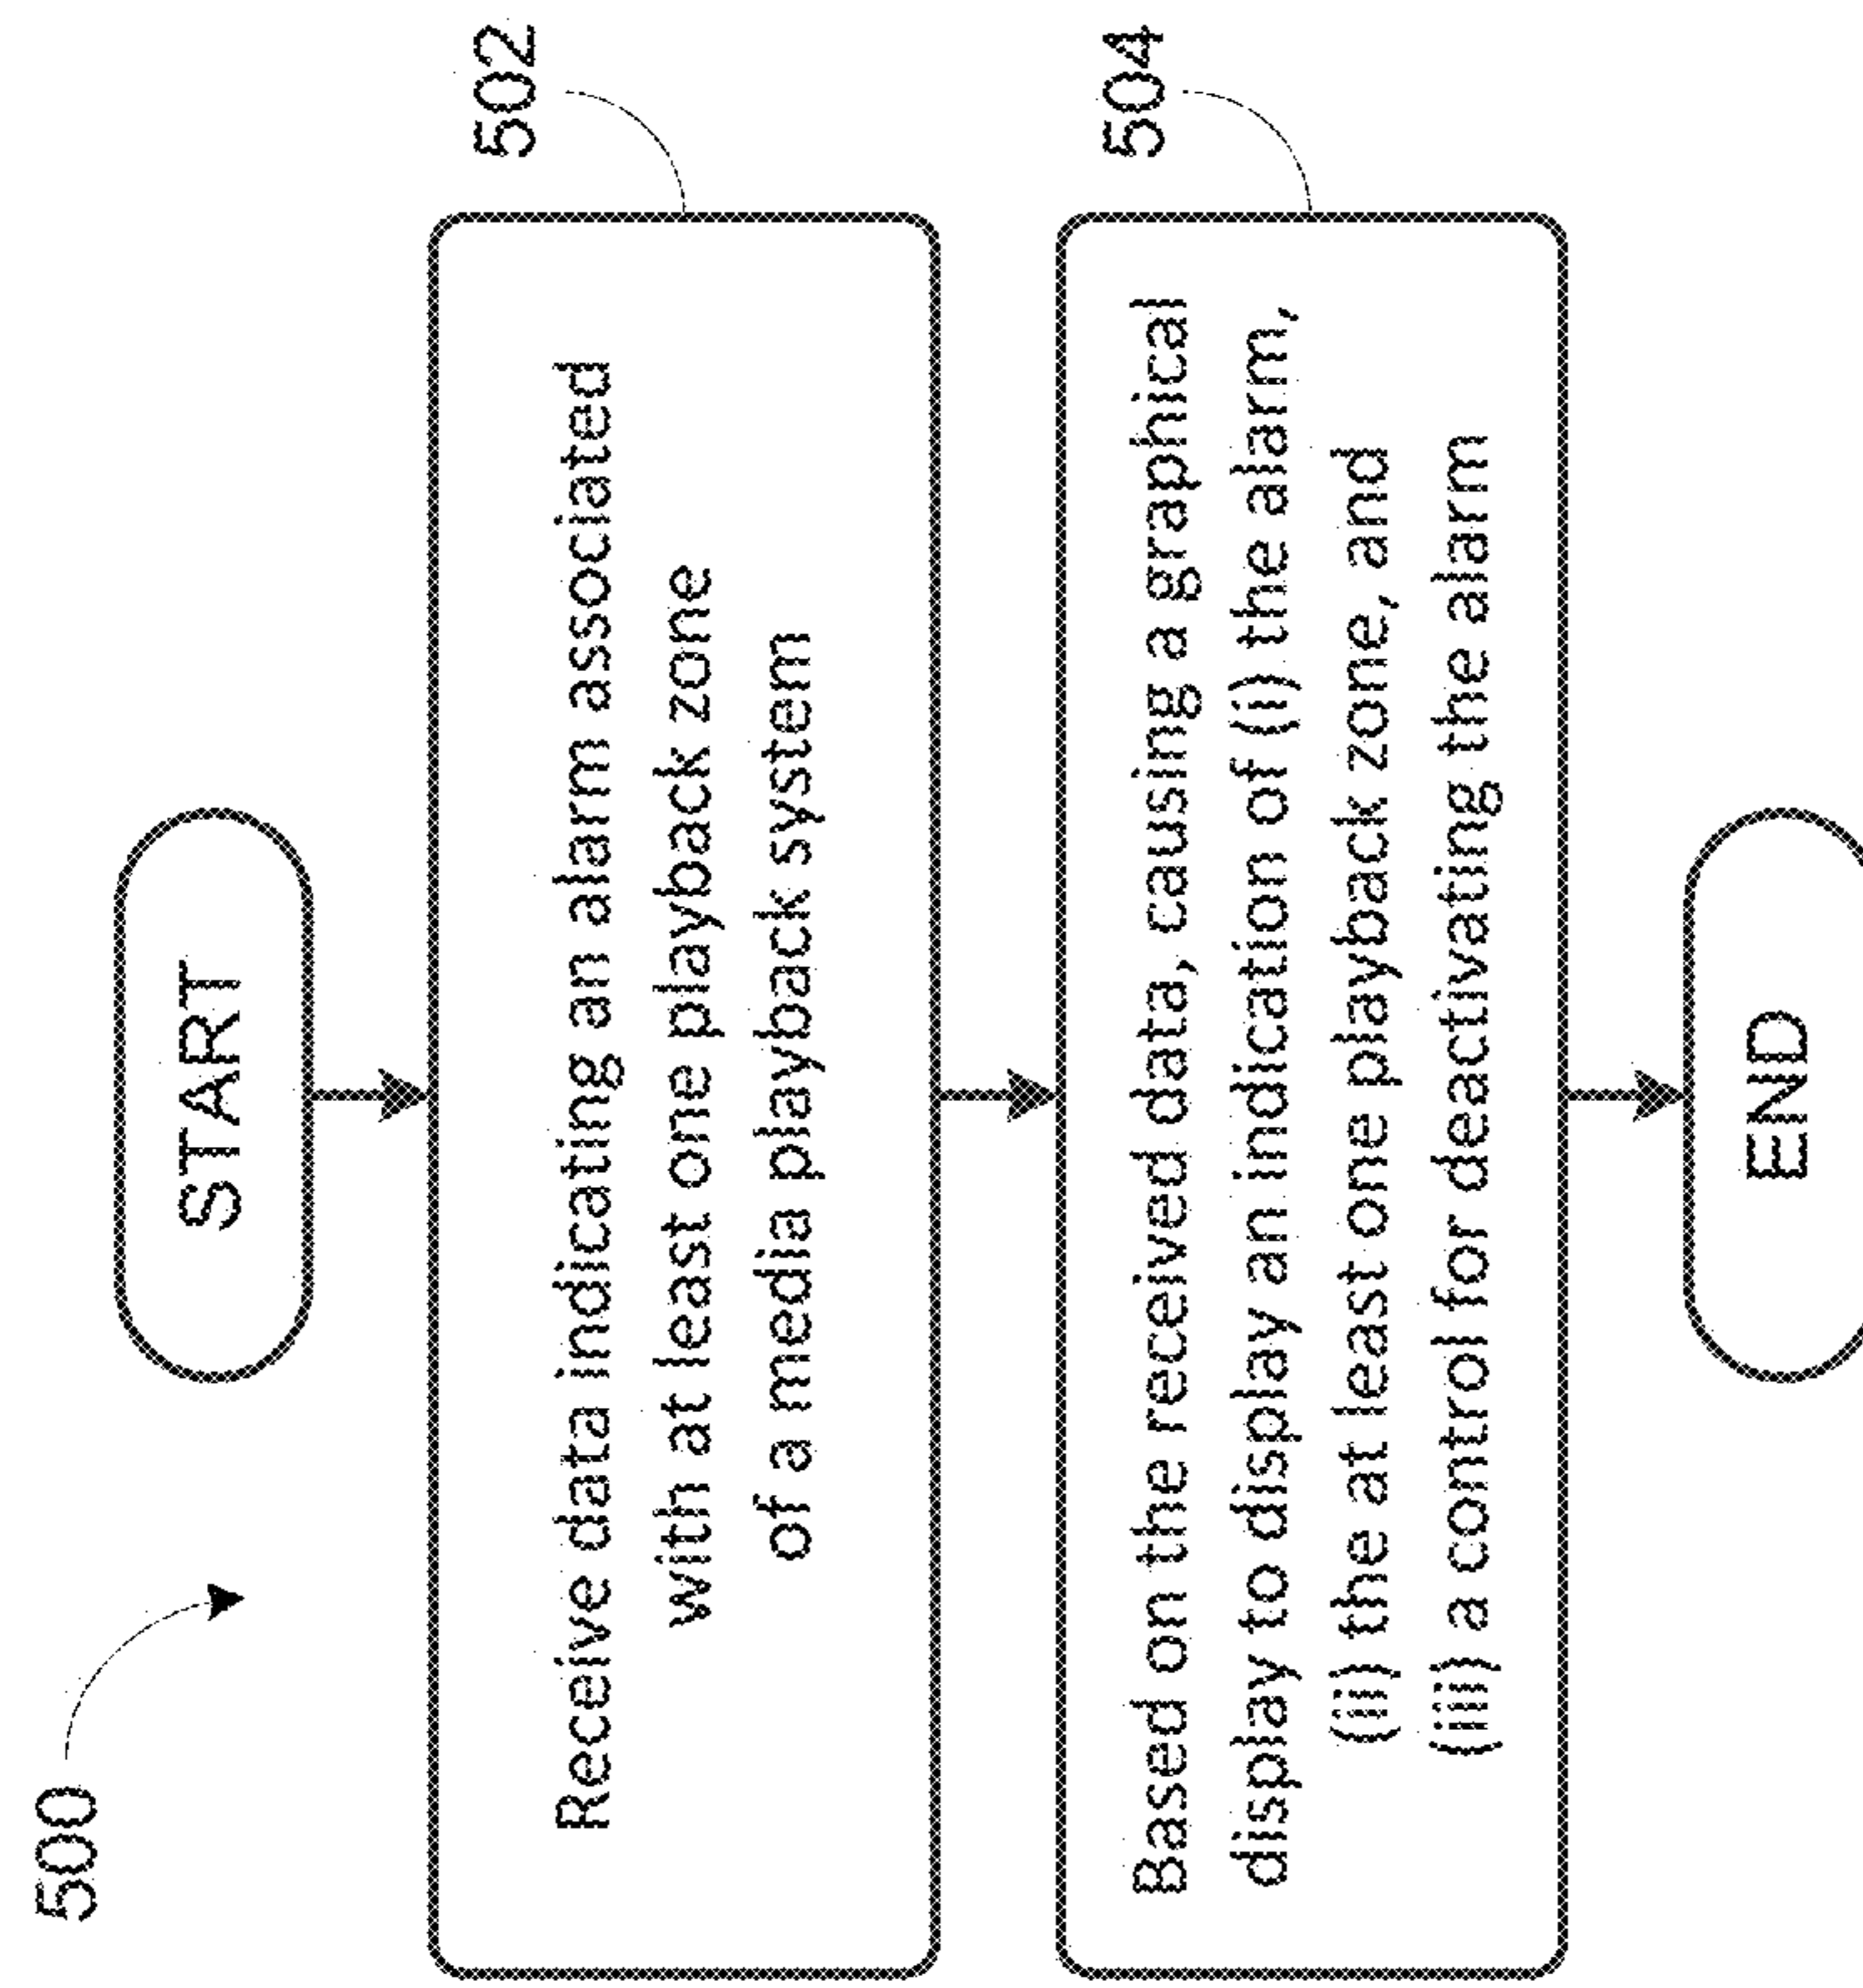 500
START
502
Receive data indicating an alarm associated
with at least one playback zone
of a media playback system
504
Based on the received data, causing a graphical
display to display an indication of (i) the alarm,
(ii) the at least one playback zone, and
(iii) a control for deactivating the alarm
END